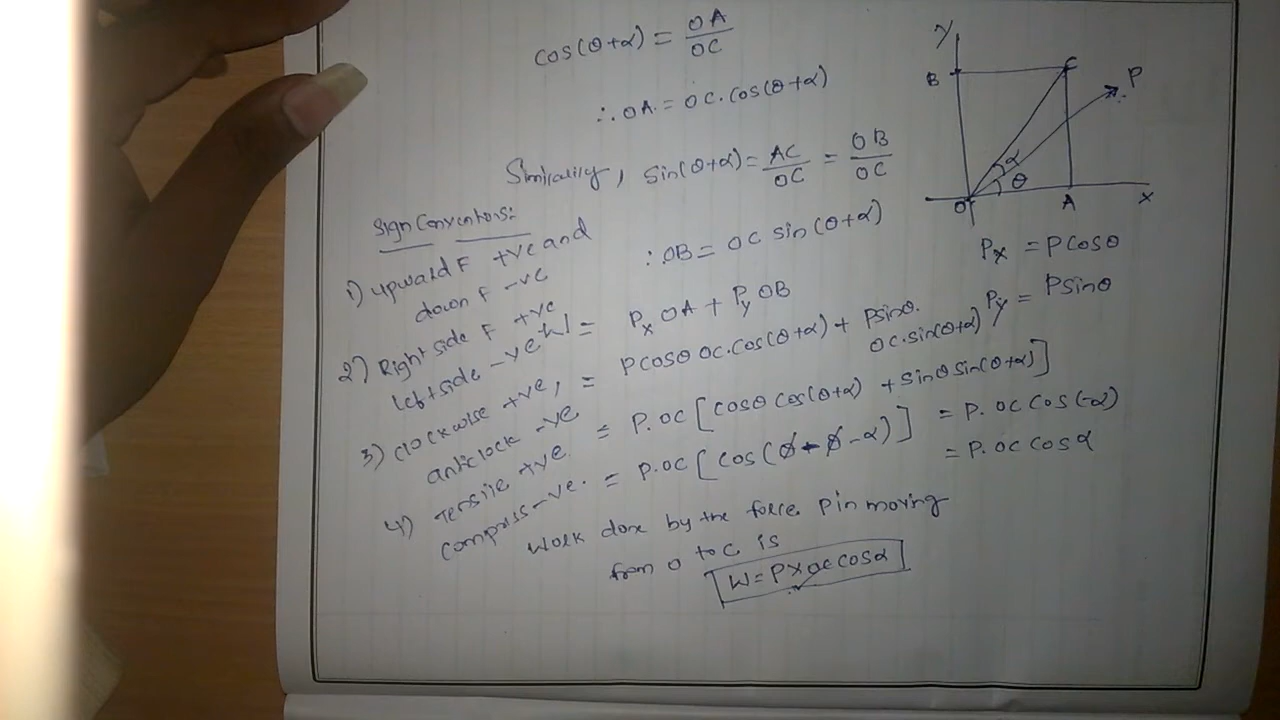 cos(θ+α) = OA/OC
∴ OA = OC.cos(θ+α)
Similarily, sin(θ+α) = AC/OC = OB/OC
∴ OB = OC sin(θ+α)
Sign Conventors:
1) upward F +ve and
down F -ve
2) Right side F +ve
left side -ve
3) clockwise +ve,
anticlock -ve
4) Tensile +ve.
compress -ve.
W = Px OA + Py OB
= P cosθ OC.cos(θ+α) + P sinθ.
OC.sin(θ+α)
= P.OC [cosθ cos(θ+α) + sinθ sin(θ+α)]
= P.OC [cos(θ - θ - α)] = P.OC cos(-α)
= P.OC cosα
Work done by the force P in moving
from O to C is
W = P×OC cosα
Y
B
C
P
α
θ
O
A
X
Px = P cosθ
Py = P sinθ